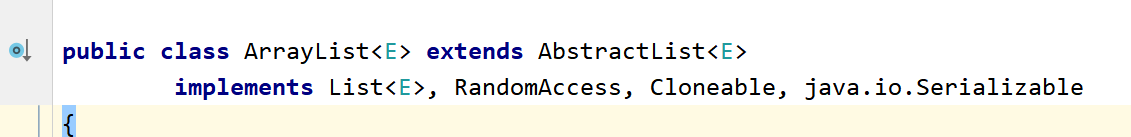 public class ArrayList<E> extends AbstractList<E>
implements List<E>, RandomAccess, Cloneable, java.io.Serializable
{